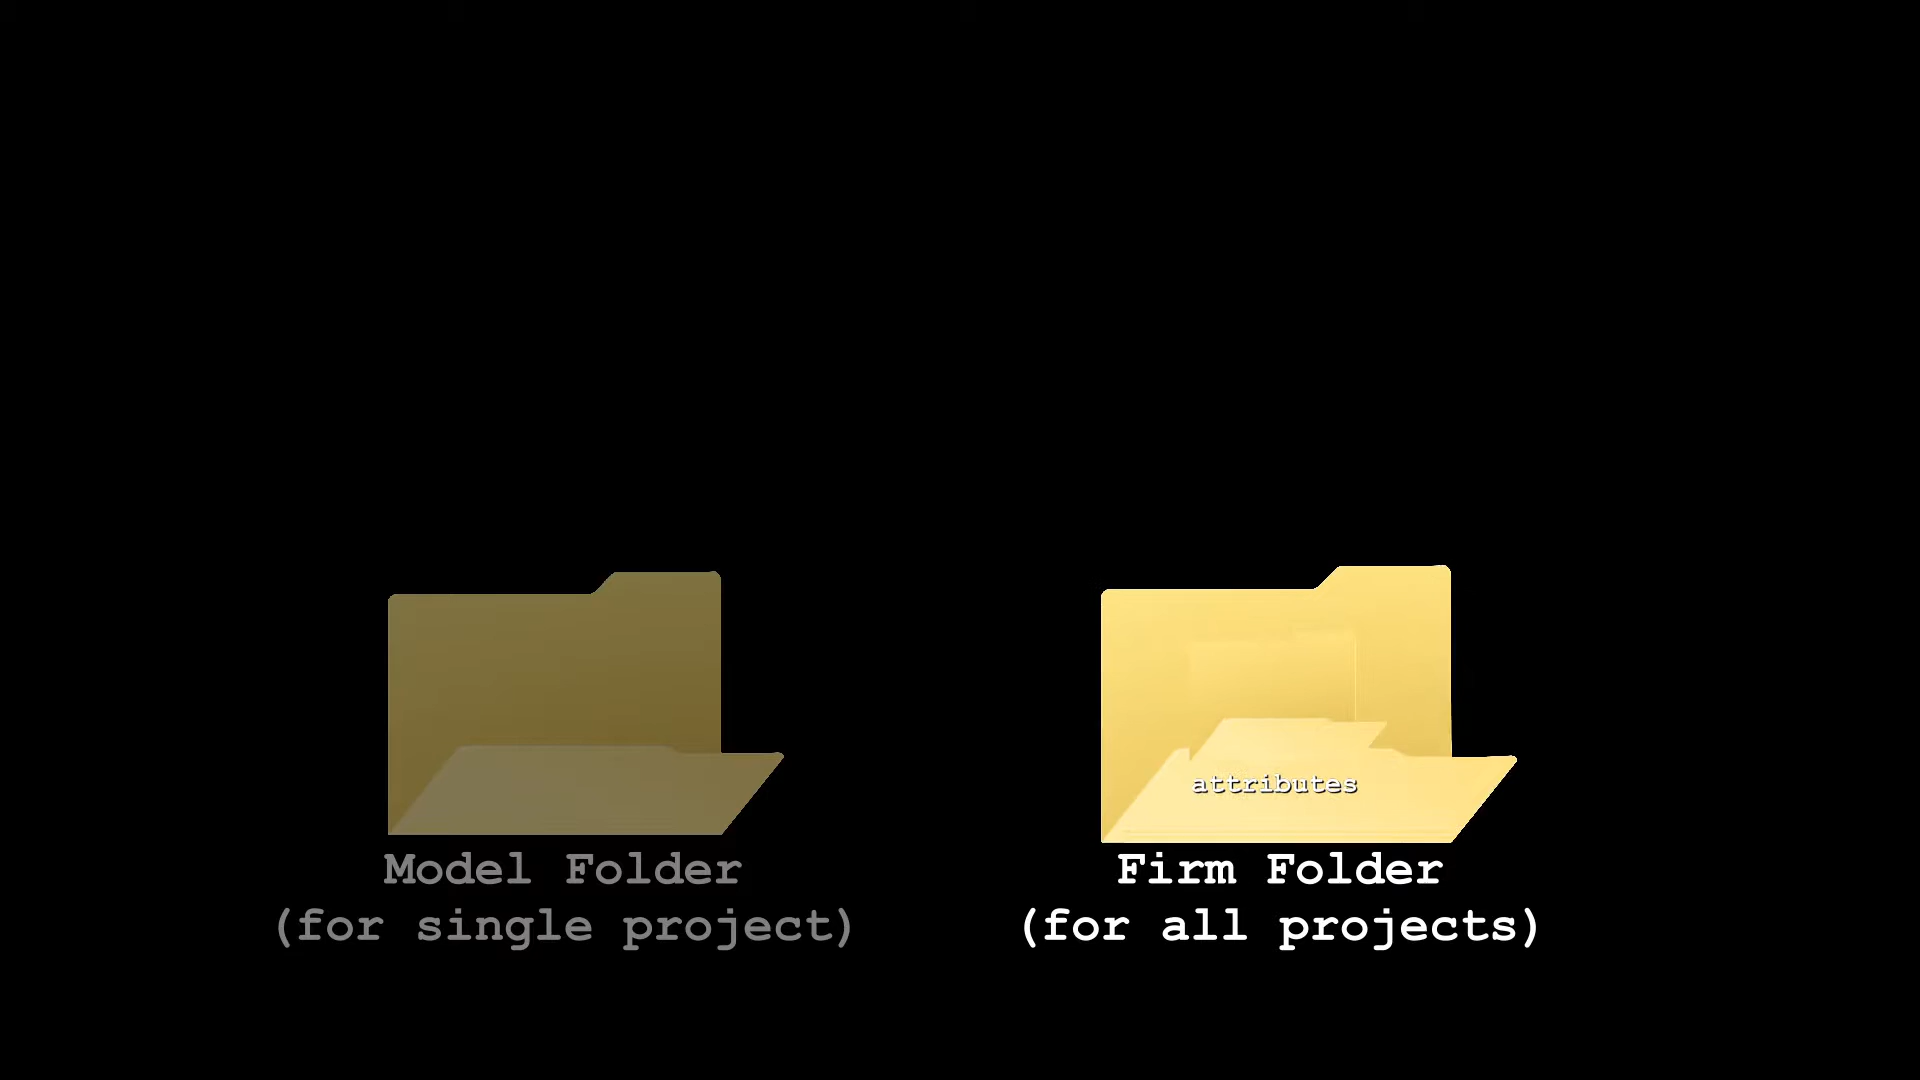 attributes
Model Folder
(for single project)
Firm Folder
(for all projects)